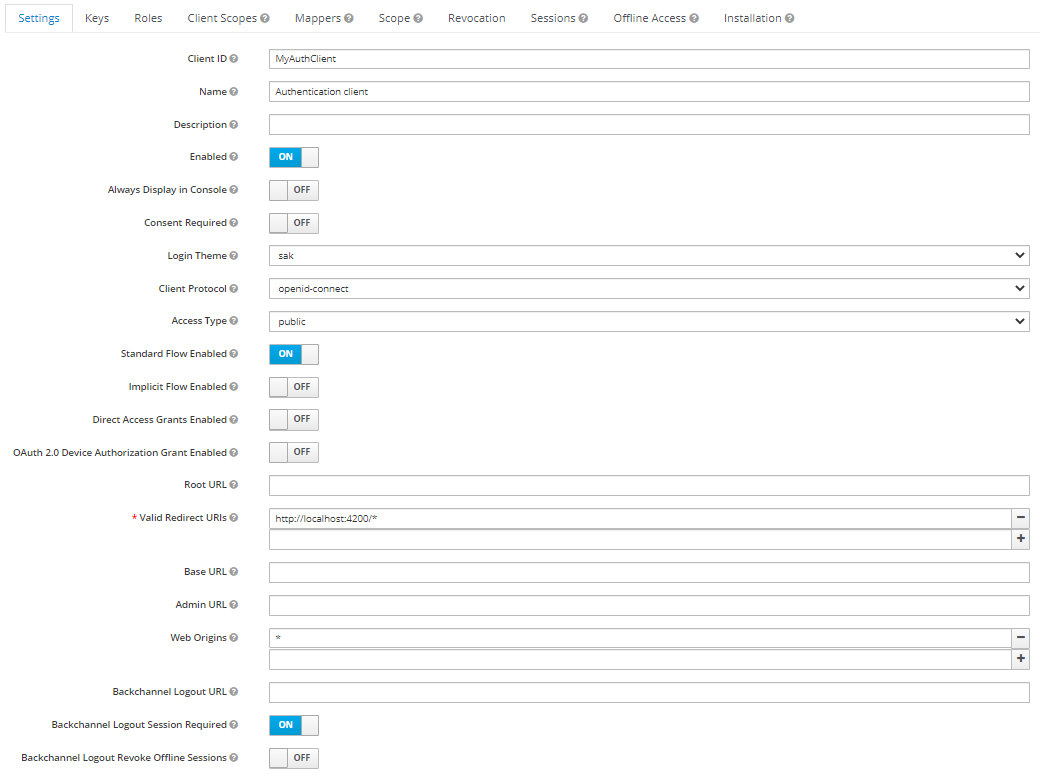 Settings Keys Roles Client Scopes Mappers Scope Revocation Sessions Offline Access Installation
Client ID MyAuthClient
Name Authentication client
Description
Enabled ON
Always Display in Console OFF
Consent Required OFF
Login Theme sak
Client Protocol openid-connect
Access Type public
Standard Flow Enabled ON
Implicit Flow Enabled OFF
Direct Access Grants Enabled OFF
OAuth 2.0 Device Authorization Grant Enabled OFF
Root URL
* Valid Redirect URIs http://localhost:4200/*
Base URL
Admin URL
Web Origins *
Backchannel Logout URL
Backchannel Logout Session Required ON
Backchannel Logout Revoke Offline Sessions OFF